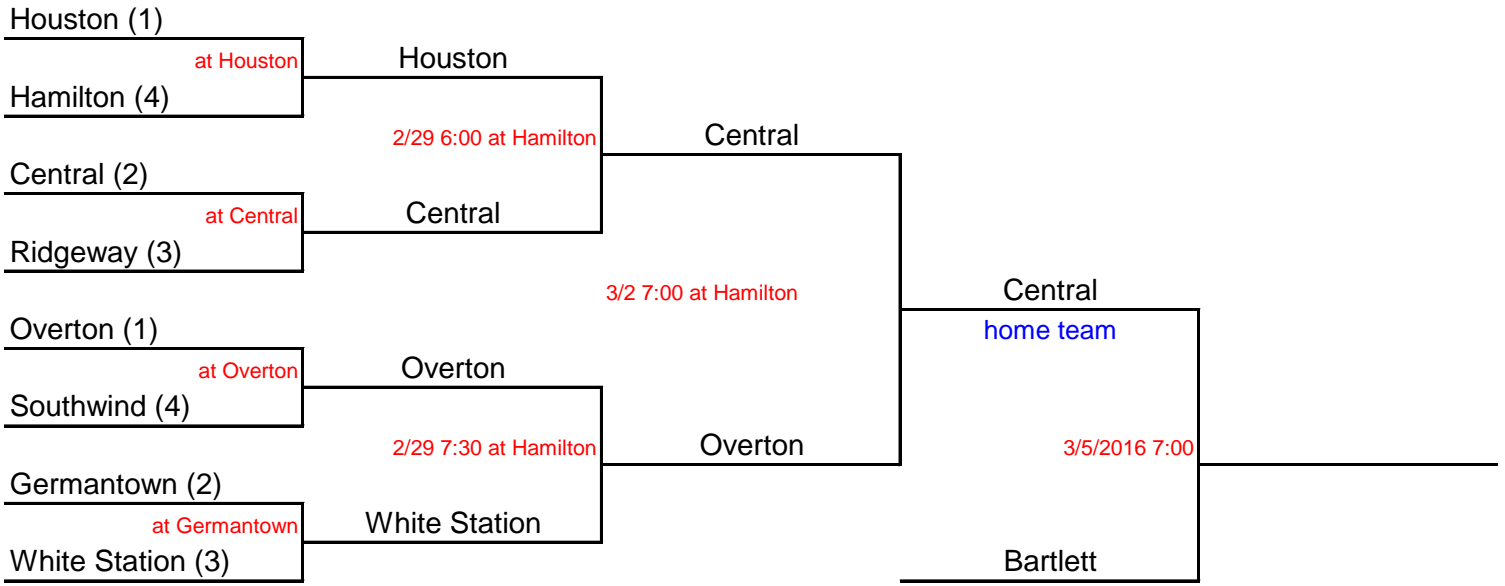 Houston (1)
at Houston
Houston
Hamilton (4)
2/29 6:00 at Hamilton
Central
Central (2)
at Central
Central
Ridgeway (3)
3/2 7:00 at Hamilton
Central
home team
Overton (1)
at Overton
Overton
Southwind (4)
2/29 7:30 at Hamilton
Overton
3/5/2016 7:00
Germantown (2)
at Germantown
White Station
White Station (3)
Bartlett